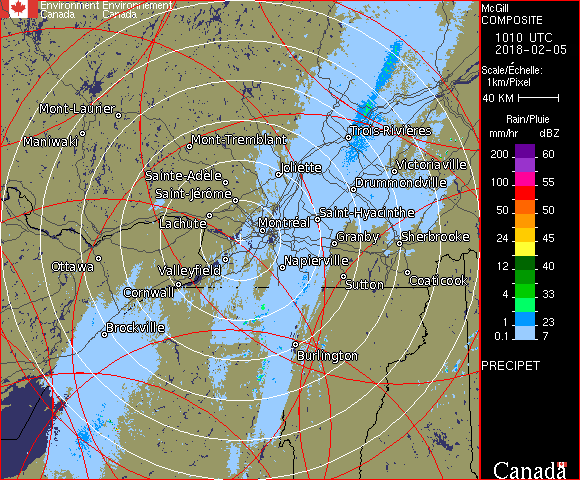 Environment Environnement
Canada Canada
McGill
COMPOSITE
1010 UTC
2018-02-05
Scale/Échelle:
1km/Pixel
40 KM
Rain/Pluie
mm/hr dBZ
200 60
100 55
50 50
24 45
12 40
4 33
1 23
0.1 7
PRECIPET
Canada
Mont-Laurier
Maniwaki
Mont-Tremblant
Trois-Rivières
Joliette
Victoriaville
Sainte-Adèle
Drummondville
Saint-Jérôme
Lachute
Saint-Hyacinthe
Montréal
Granby
Sherbrooke
Ottawa
Valleyfield
Napierville
Cornwall
Sutton
Coaticook
Brockville
Burlington